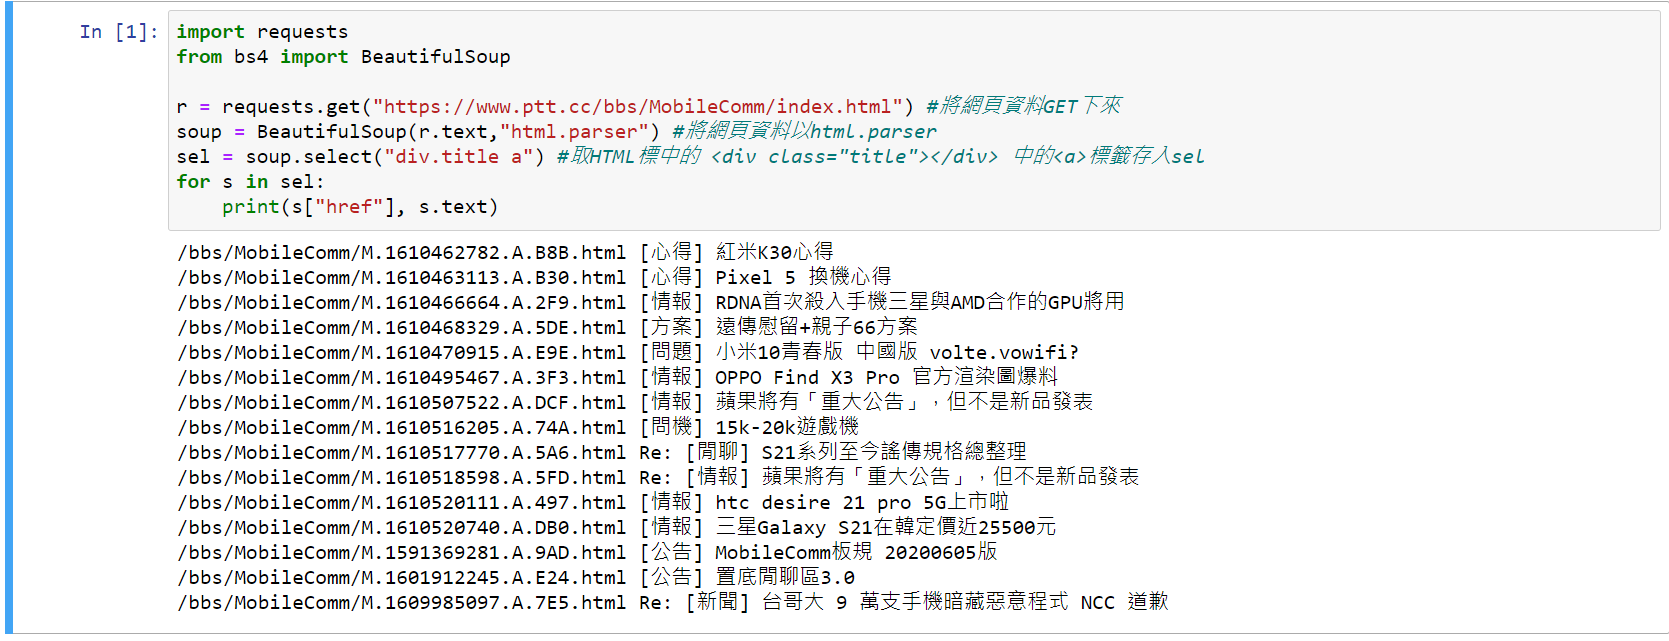 In [1]:
import requests
from bs4 import BeautifulSoup
r = requests.get("https://www.ptt.cc/bbs/MobileComm/index.html") #將網頁資料GET下來
soup = BeautifulSoup(r.text,"html.parser") #將網頁資料以html.parser
sel = soup.select("div.title a") #取HTML標中的 <div class="title"></div> 中的<a>標籤存入sel
for s in sel:
    print(s["href"], s.text)
/bbs/MobileComm/M.1610462782.A.B8B.html [心得] 紅米K30心得
/bbs/MobileComm/M.1610463113.A.B30.html [心得] Pixel 5 換機心得
/bbs/MobileComm/M.1610466664.A.2F9.html [情報] RDNA首次殺入手機三星與AMD合作的GPU將用
/bbs/MobileComm/M.1610468329.A.5DE.html [方案] 遠傳慰留+親子66方案
/bbs/MobileComm/M.1610470915.A.E9E.html [問題] 小米10青春版 中國版 volte.vowifi?
/bbs/MobileComm/M.1610495467.A.3F3.html [情報] OPPO Find X3 Pro 官方渲染圖爆料
/bbs/MobileComm/M.1610507522.A.DCF.html [情報] 蘋果將有「重大公告」，但不是新品發表
/bbs/MobileComm/M.1610516205.A.74A.html [問機] 15k-20k遊戲機
/bbs/MobileComm/M.1610517770.A.5A6.html Re: [閒聊] S21系列至今謠傳規格總整理
/bbs/MobileComm/M.1610518598.A.5FD.html Re: [情報] 蘋果將有「重大公告」，但不是新品發表
/bbs/MobileComm/M.1610520111.A.497.html [情報] htc desire 21 pro 5G上市啦
/bbs/MobileComm/M.1610520740.A.DB0.html [情報] 三星Galaxy S21在韓定價近25500元
/bbs/MobileComm/M.1591369281.A.9AD.html [公告] MobileComm板規 20200605版
/bbs/MobileComm/M.1601912245.A.E24.html [公告] 置底閒聊區3.0
/bbs/MobileComm/M.1609985097.A.7E5.html Re: [新聞] 台哥大 9 萬支手機暗藏惡意程式 NCC 道歉